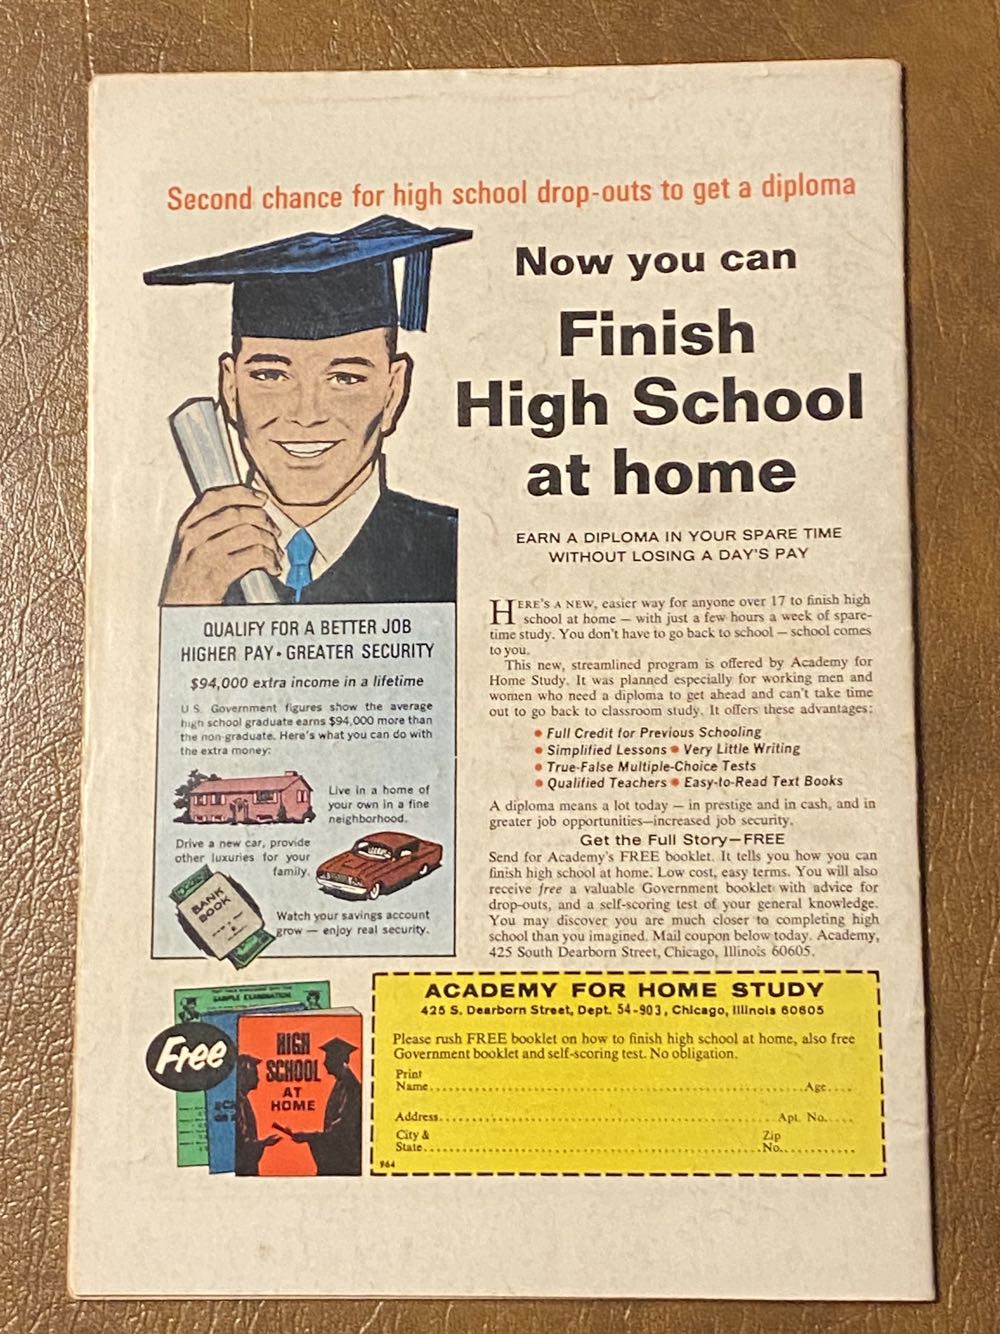 Second chance for high school drop-outs to get a diploma
Now you can
Finish
High School
at home
EARN A DIPLOMA IN YOUR SPARE TIME
WITHOUT LOSING A DAY'S PAY
QUALIFY FOR A BETTER JOB
HIGHER PAY • GREATER SECURITY
$94,000 extra income in a lifetime
U.S. Government figures show the average
high school graduate earns $94,000 more than
the non-graduate. Here's what you can do with
the extra money:
Live in a home of
your own in a fine
neighborhood.
Drive a new car, provide
other luxuries for your
family.
BANK
BOOK
Watch your savings account
grow — enjoy real security.
HERE'S A NEW, easier way for anyone over 17 to finish high
school at home — with just a few hours a week of spare-
time study. You don't have to go back to school — school comes
to you.
This new, streamlined program is offered by Academy for
Home Study. It was planned especially for working men and
women who need a diploma to get ahead and can't take time
out to go back to classroom study. It offers these advantages:
• Full Credit for Previous Schooling
• Simplified Lessons • Very Little Writing
• True-False Multiple-Choice Tests
• Qualified Teachers • Easy-to-Read Text Books
A diploma means a lot today — in prestige and in cash, and in
greater job opportunities—increased job security.
Get the Full Story—FREE
Send for Academy's FREE booklet. It tells you how you can
finish high school at home. Low cost, easy terms. You will also
receive free a valuable Government booklet with advice for
drop-outs, and a self-scoring test of your general knowledge.
You may discover you are much closer to completing high
school than you imagined. Mail coupon below today. Academy,
425 South Dearborn Street, Chicago, Illinois 60605.
SAMPLE EXAMINATION
Free
HIGH
SCHOOL
AT
HOME
ACADEMY FOR HOME STUDY
425 S. Dearborn Street, Dept. 54-903, Chicago, Illinois 60605
Please rush FREE booklet on how to finish high school at home, also free
Government booklet and self-scoring test. No obligation.
Print
Name Age
Address Apt. No.
City & Zip
State No.
964